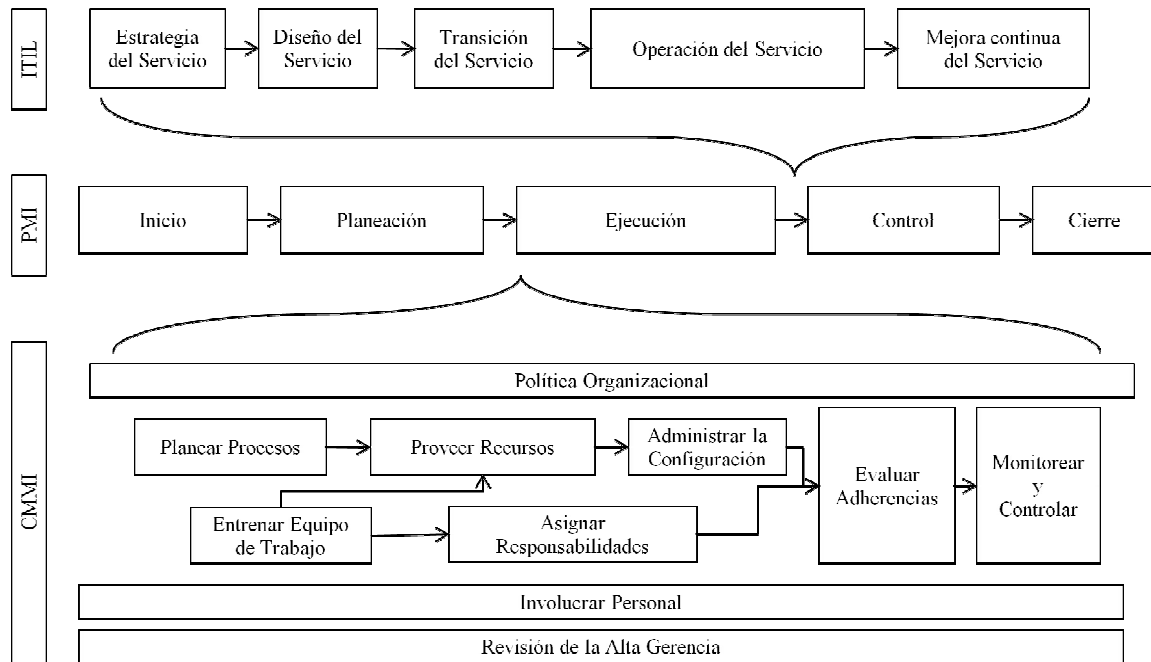 ITIL
Estrategia
del Servicio
Diseño del
Servicio
Transición
del Servicio
Operación del Servicio
Mejora continua
del Servicio
PMI
Inicio
Planeación
Ejecución
Control
Cierre
CMMI
Política Organizacional
Planear Procesos
Proveer Recursos
Administrar la
Configuración
Evaluar
Adherencias
Monitorear
y
Controlar
Entrenar Equipo
de Trabajo
Asignar
Responsabilidades
Involucrar Personal
Revisión de la Alta Gerencia